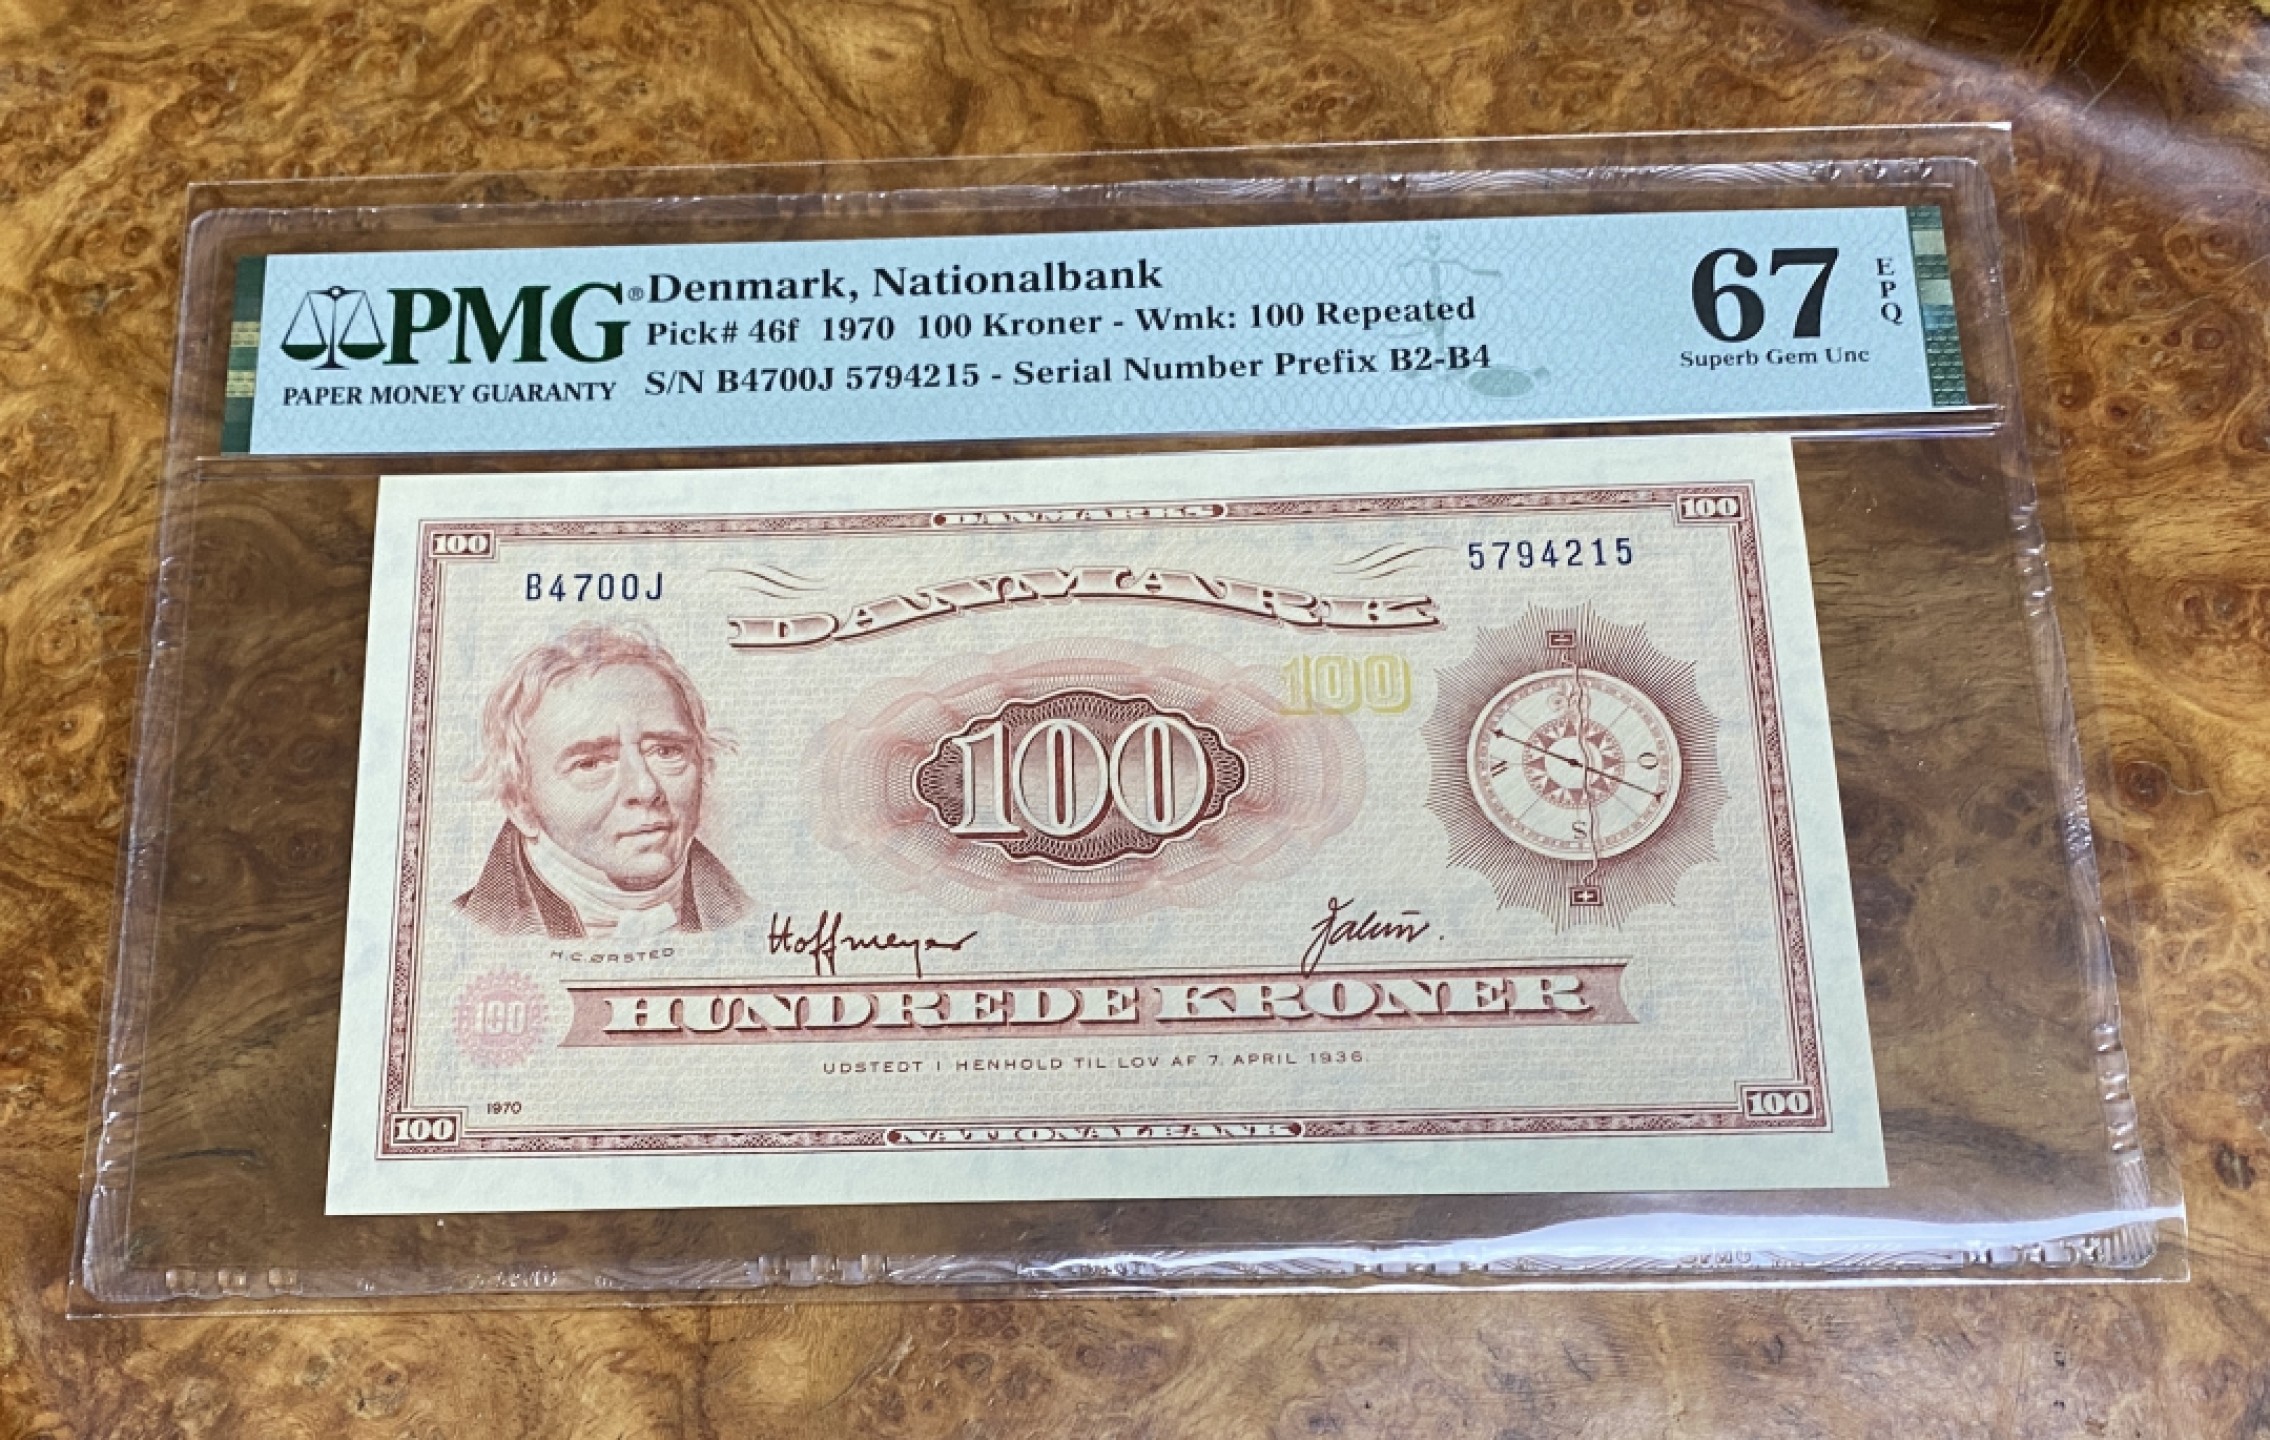 PMG®
PAPER MONEY GUARANTY
Denmark, Nationalbank
Pick# 46f 1970 100 Kroner - Wmk: 100 Repeated
S/N B4700J 5794215 - Serial Number Prefix B2-B4
67
EPQ
Superb Gem Unc
DANMARKS
100
100
B4700J
5794215
DANMARK
100
100
W
O
S
H.C. ØRSTED
Hoffmeyer
100
HUNDREDE KRONER
UDSTEDT I HENHOLD TIL LOV AF 7. APRIL 1936.
1970
100
100
NATIONALBANK